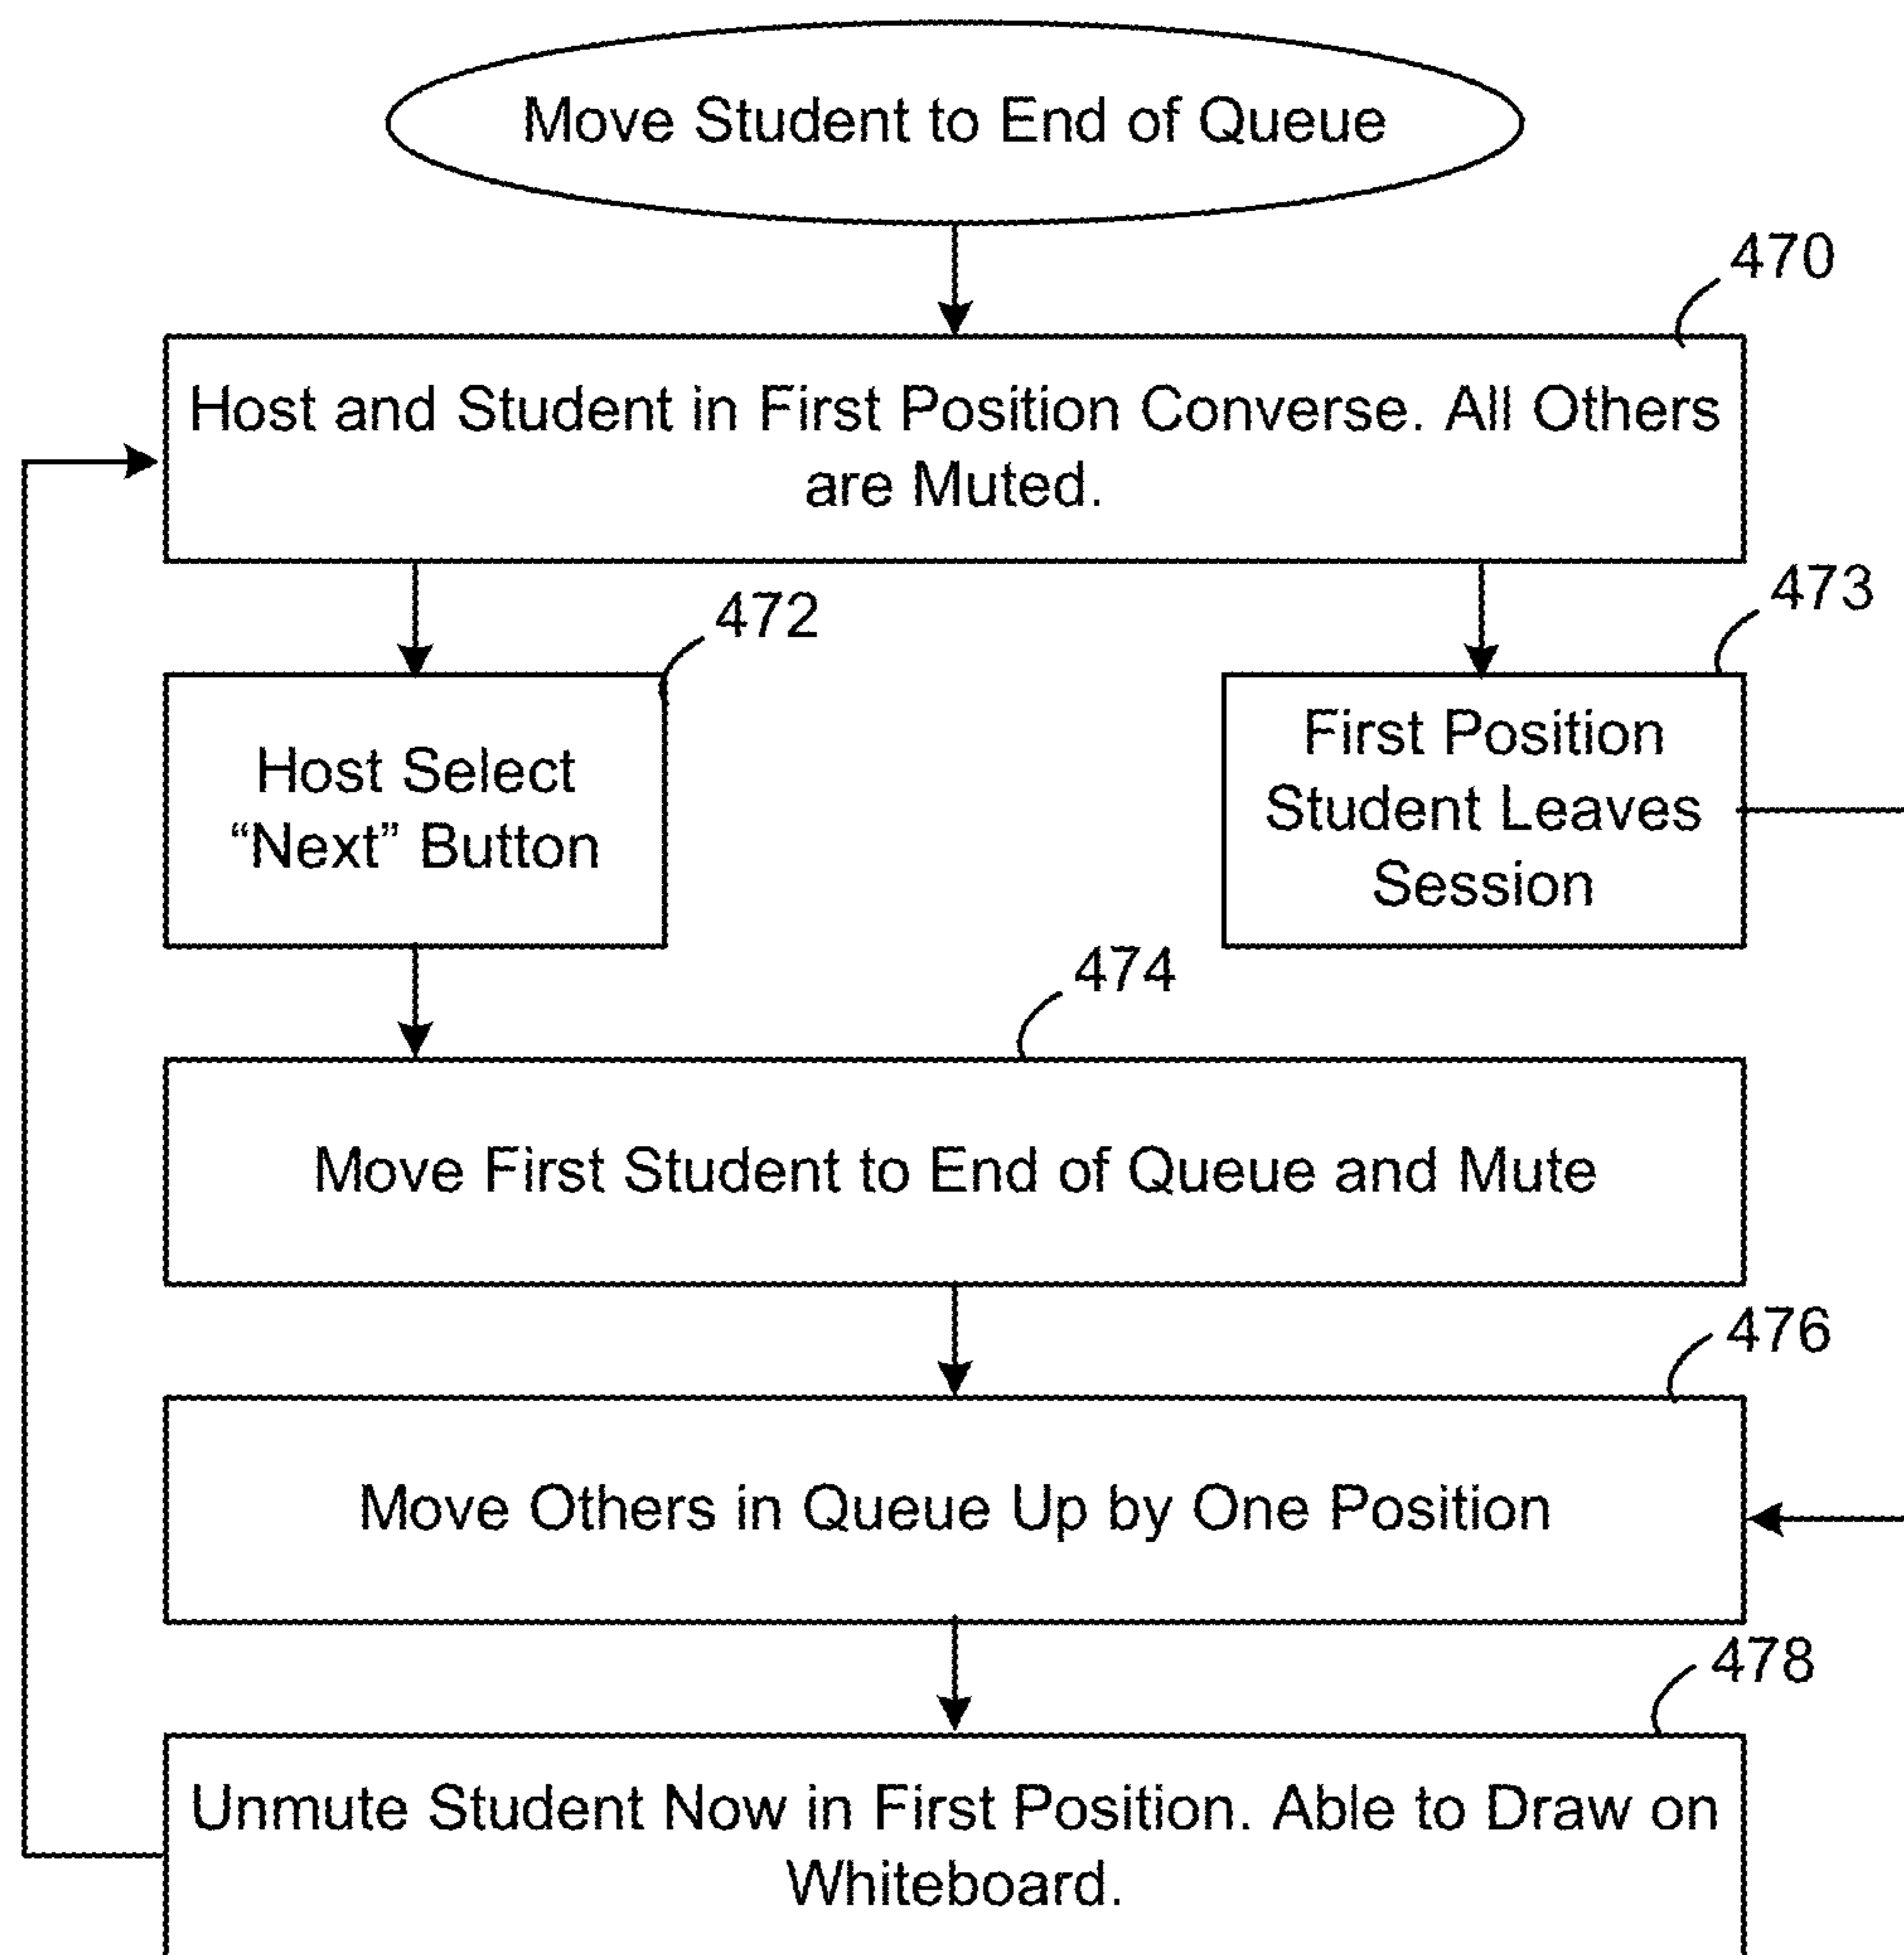 Move Student to End of Queue
470
Host and Student in First Position Converse. All Others
are Muted.
472
473
Host Select
“Next” Button
First Position
Student Leaves
Session
474
Move First Student to End of Queue and Mute
476
Move Others in Queue Up by One Position
478
Unmute Student Now in First Position. Able to Draw on
Whiteboard.